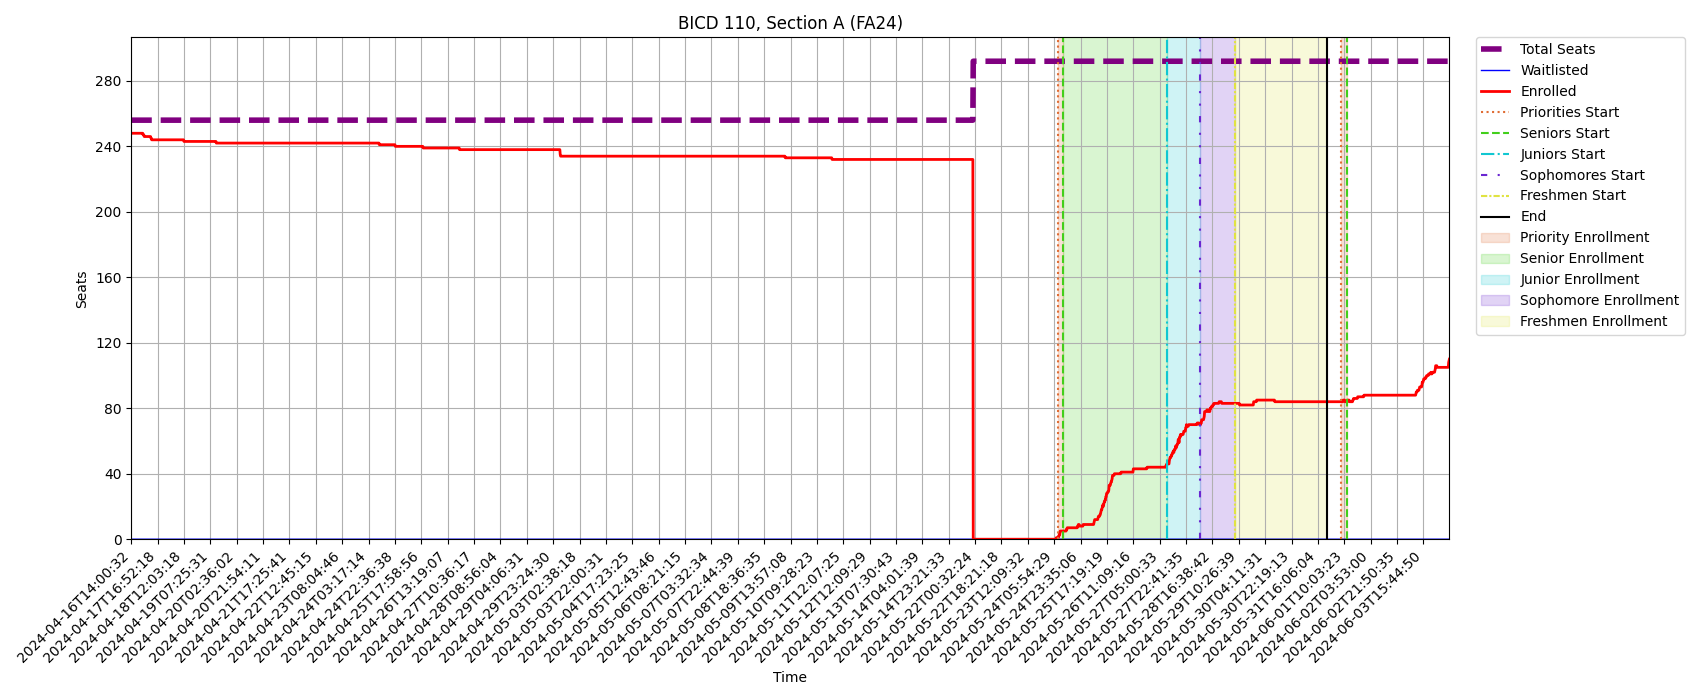 BICD 110, Section A (FA24)
Total Seats
Waitlisted
Enrolled
Priorities Start
Seniors Start
Juniors Start
Sophomores Start
Freshmen Start
End
Priority Enrollment
Senior Enrollment
Junior Enrollment
Sophomore Enrollment
Freshmen Enrollment
Seats
280
240
200
160
120
80
40
0
2024-04-16T14:00:32
2024-04-17T16:52:18
2024-04-18T12:03:18
2024-04-19T07:25:31
2024-04-20T02:36:02
2024-04-20T21:54:11
2024-04-21T17:25:41
2024-04-22T12:45:15
2024-04-23T08:04:46
2024-04-24T03:17:14
2024-04-24T22:36:38
2024-04-25T17:58:56
2024-04-26T13:19:07
2024-04-27T10:36:17
2024-04-28T08:56:04
2024-04-29T04:06:31
2024-04-29T23:24:30
2024-05-03T02:38:18
2024-05-03T22:00:31
2024-05-04T17:23:25
2024-05-05T12:43:46
2024-05-06T08:21:15
2024-05-07T03:32:34
2024-05-07T22:44:39
2024-05-08T18:36:35
2024-05-09T13:57:08
2024-05-10T09:28:23
2024-05-11T12:07:25
2024-05-12T12:09:29
2024-05-13T07:30:43
2024-05-14T04:01:39
2024-05-14T23:21:33
2024-05-22T00:32:24
2024-05-22T18:21:18
2024-05-23T12:09:32
2024-05-24T05:54:29
2024-05-24T23:35:06
2024-05-25T17:19:19
2024-05-26T11:09:16
2024-05-27T05:00:33
2024-05-27T22:41:35
2024-05-28T16:38:42
2024-05-29T10:26:39
2024-05-30T04:11:31
2024-05-30T22:19:13
2024-05-31T16:06:04
2024-06-01T10:03:23
2024-06-02T03:53:00
2024-06-02T21:50:35
2024-06-03T15:44:50
Time